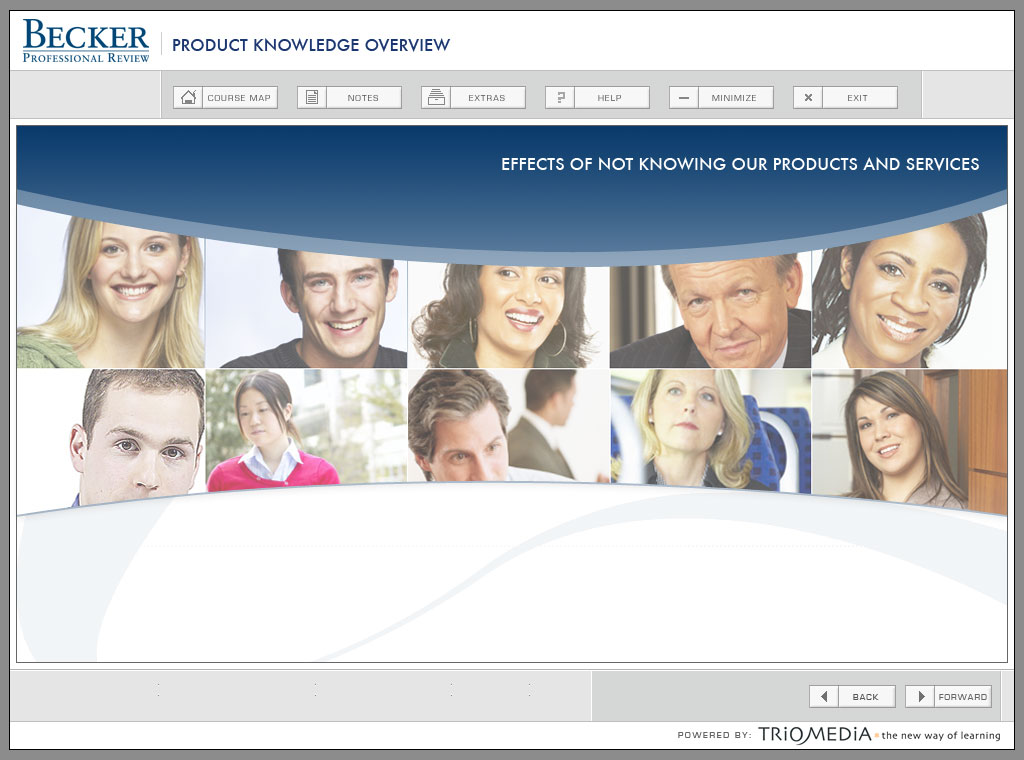 BECKER
PROFESSIONAL REVIEW
PRODUCT KNOWLEDGE OVERVIEW
COURSE MAP
NOTES
EXTRAS
HELP
MINIMIZE
EXIT
EFFECTS OF NOT KNOWING OUR PRODUCTS AND SERVICES
BACK
FORWARD
POWERED BY: TRiOMEDiA the new way of learning